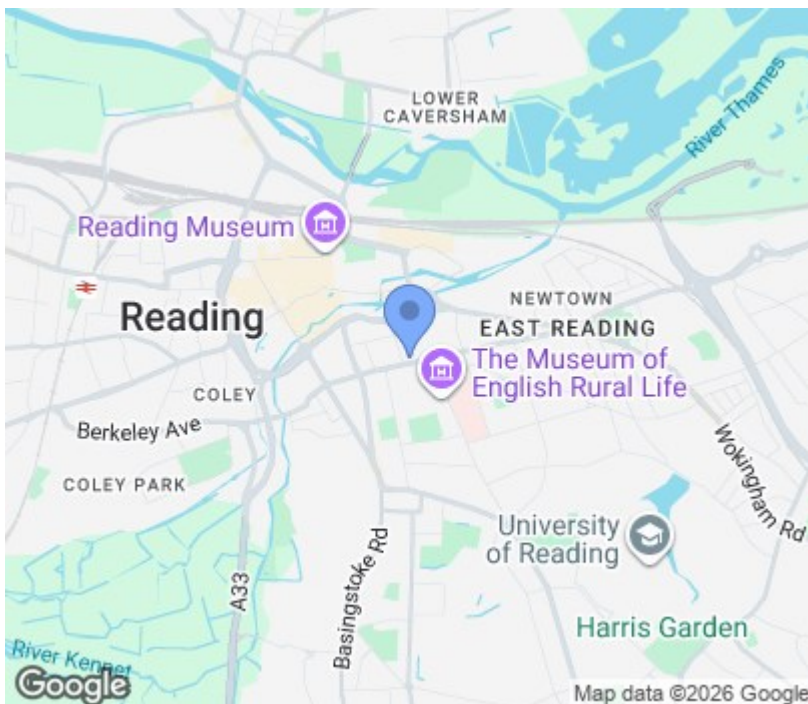 LOWER
CAVERSHAM
River Thames
Reading Museum
NEWTOWN
Reading
EAST READING
The Museum of
English Rural Life
COLEY
Berkeley Ave
Wokingham Rd
COLEY PARK
University
of Reading
Basingstoke Rd
A33
Harris Garden
River Kennet
Google
Map data ©2026 Google